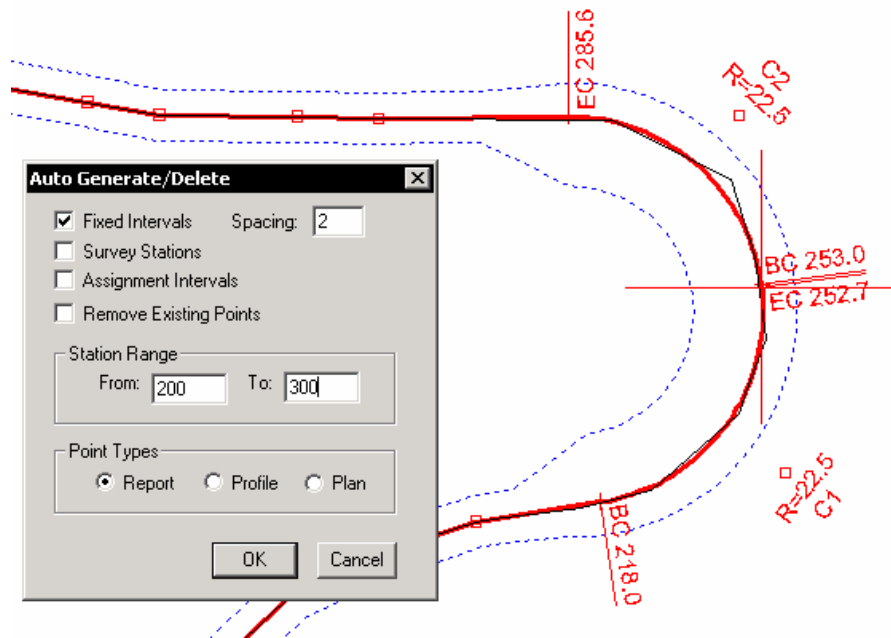 EC 285.6
C2
R=22.5
BC 253.0
EC 252.7
R=22.5
C1
BC 218.0
Auto Generate/Delete
Fixed Intervals Spacing: 2
Survey Stations
Assignment Intervals
Remove Existing Points
Station Range
From: 200 To: 300
Point Types
Report Profile Plan
OK Cancel